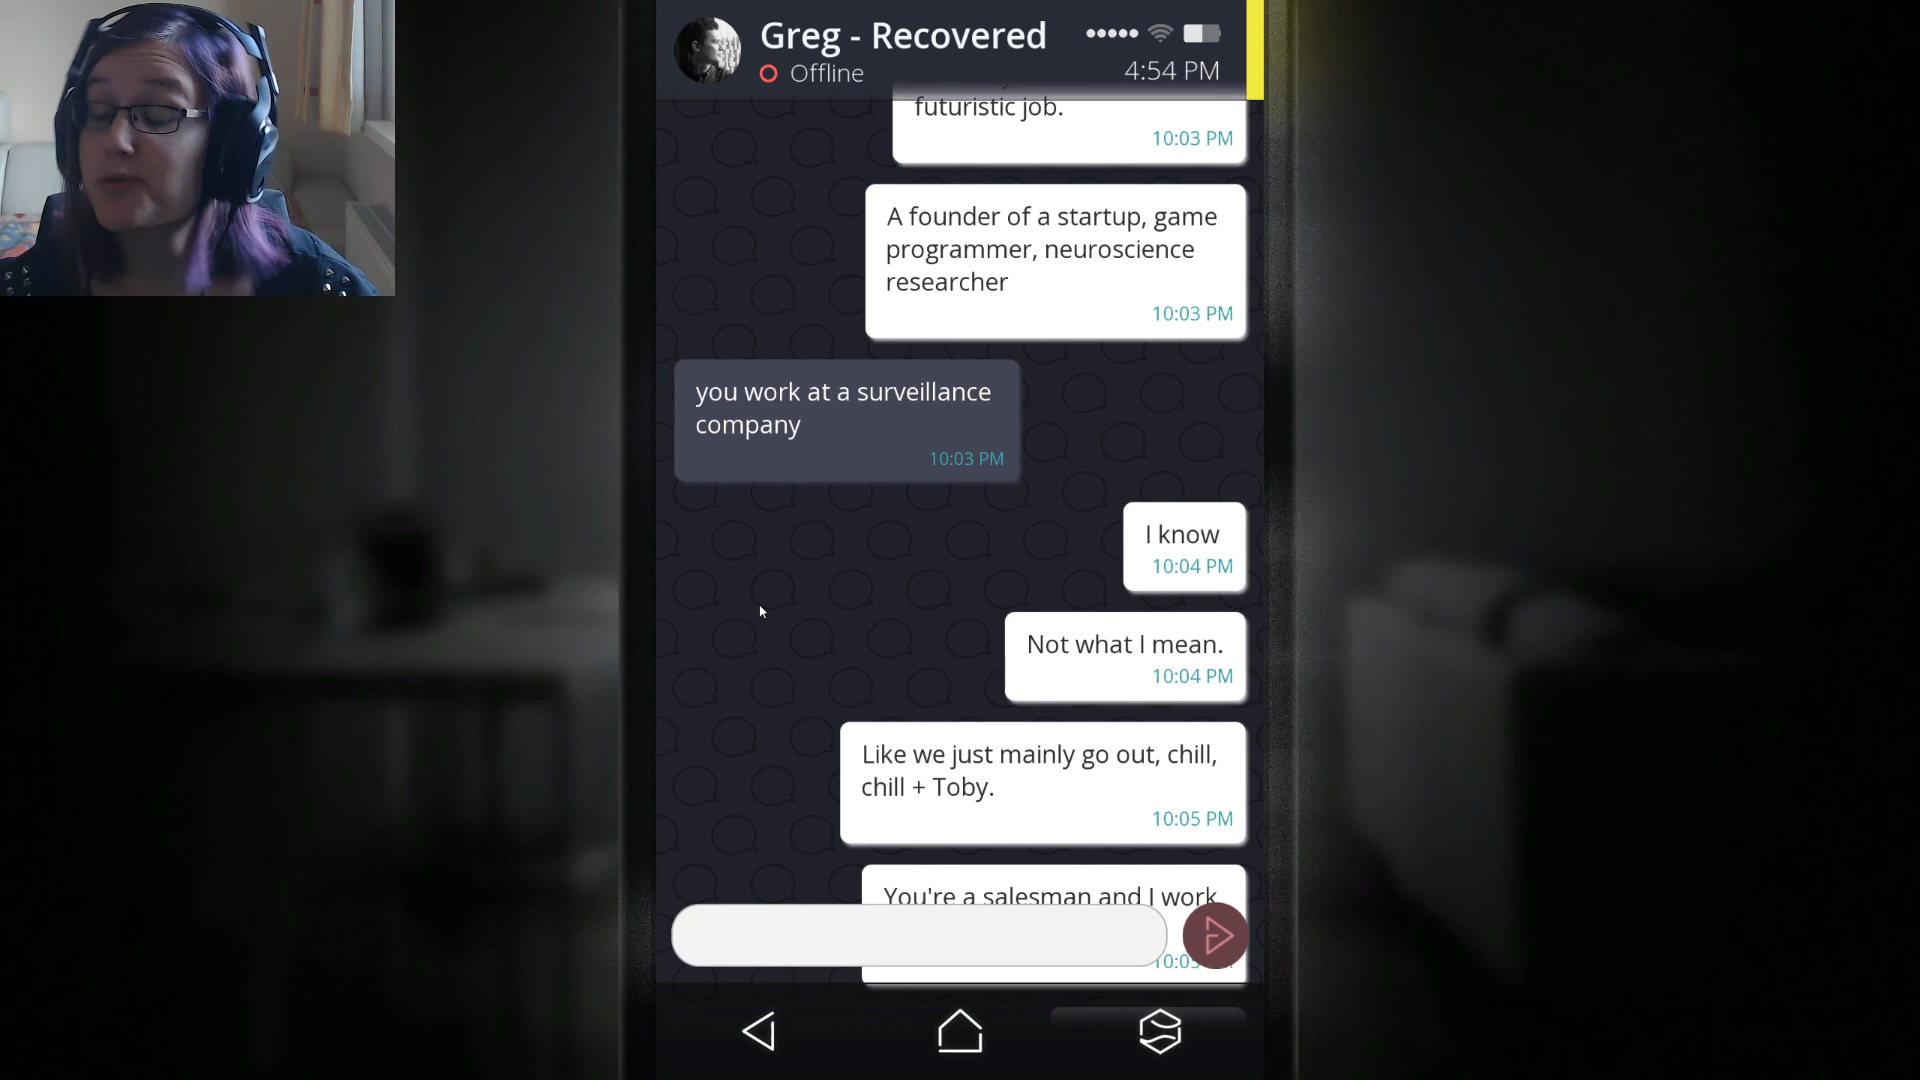 Greg - Recovered
Offline
4:54 PM
futuristic job.
10:03 PM
A founder of a startup, game
programmer, neuroscience
researcher
10:03 PM
you work at a surveillance
company
10:03 PM
I know
10:04 PM
Not what I mean.
10:04 PM
Like we just mainly go out, chill,
chill + Toby.
10:05 PM
You're a salesman and I work